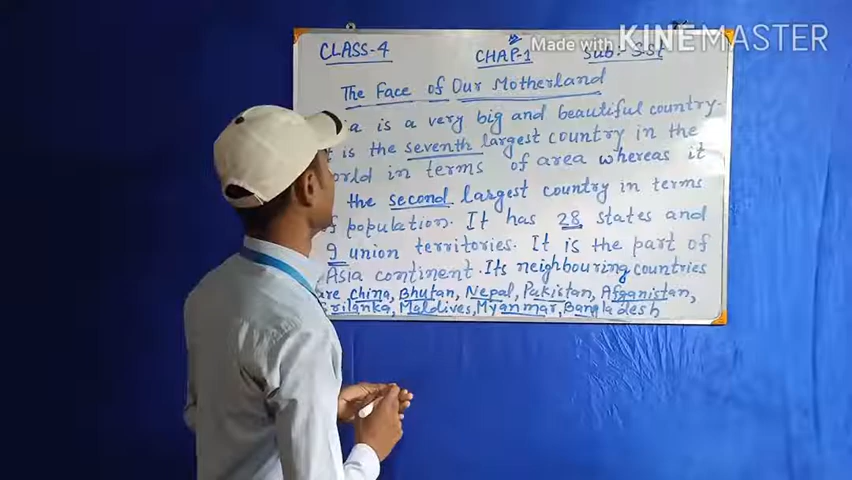 CLASS-4 CHAP-1 Sub:- S.St
Made with KINEMASTER
The Face of Our Motherland
is a very big and beautiful country.
is the seventh largest country in the
in terms of area whereas it
the second largest country in terms
of population. It has 28 states and
9 union territories. It is the part of
Asia continent. Its neighbouring countries
are China, Bhutan, Nepal, Pakistan, Afganistan,
Srilanka, Maldives, Myanmar, Bangladesh